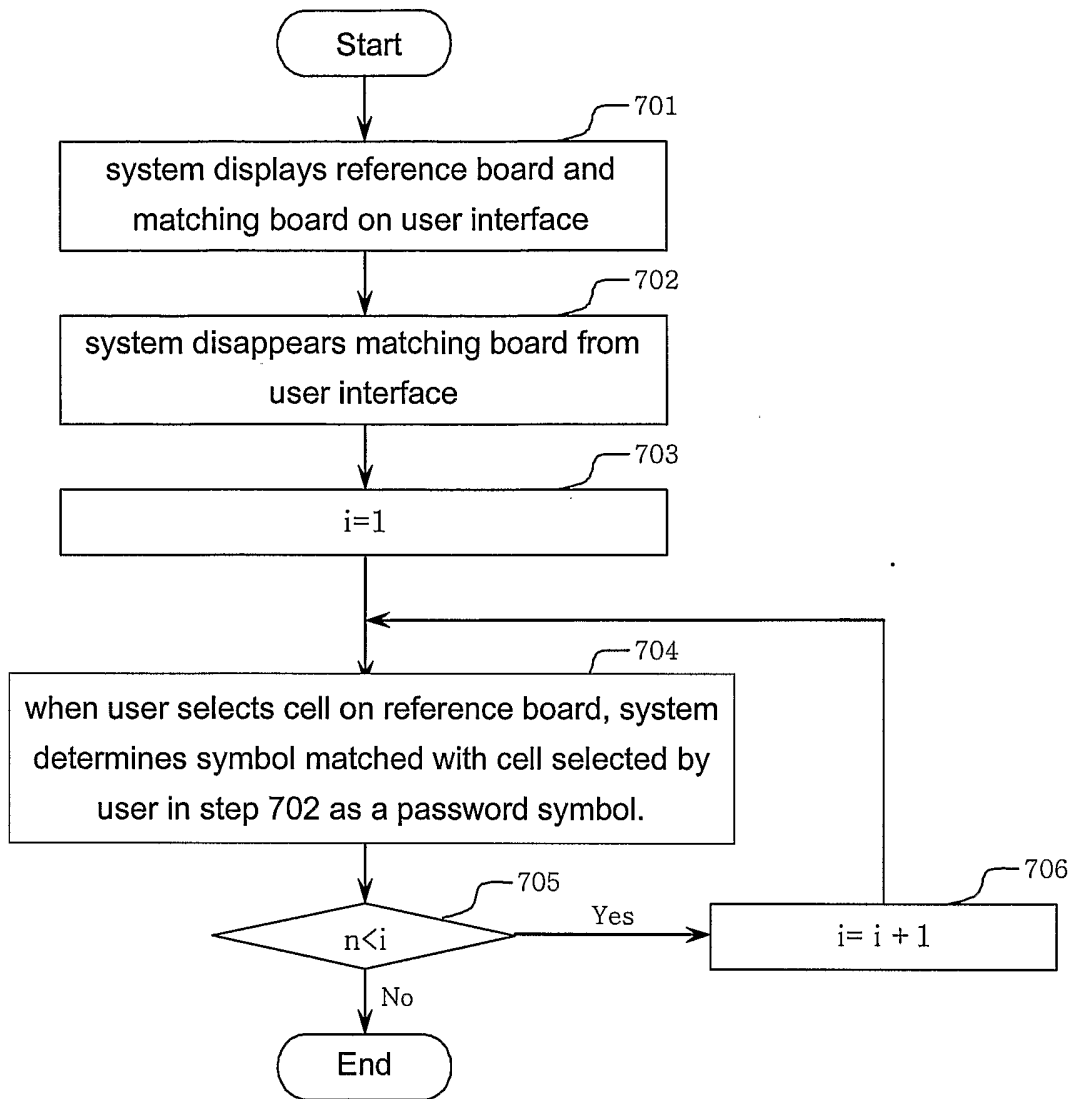 Start
701
system displays reference board and
matching board on user interface
702
system disappears matching board from
user interface
703
i=1
704
when user selects cell on reference board, system
determines symbol matched with cell selected by
user in step 702 as a password symbol.
705
n<i
Yes
706
i= i + 1
No
End